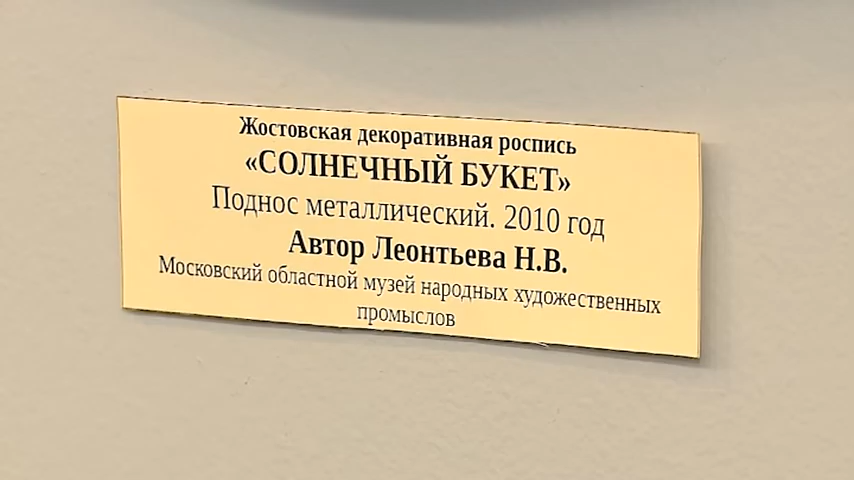 Жостовская декоративная роспись
«СОЛНЕЧНЫЙ БУКЕТ»
Поднос металлический. 2010 год
Автор Леонтьева Н.В.
Московский областной музей народных художественных
промыслов